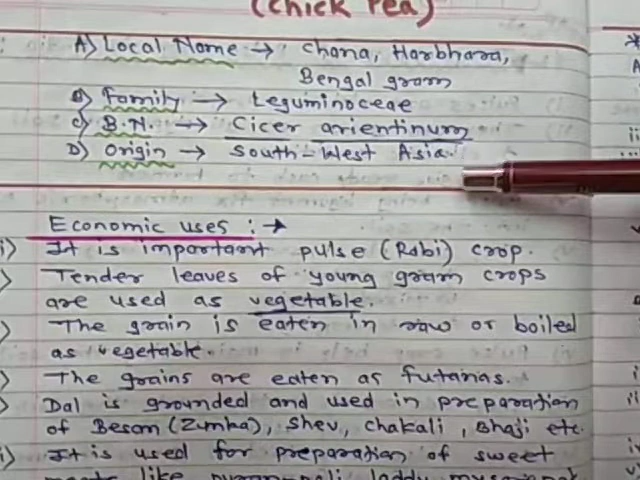 (Chick Pea)
A) Local Name → Chana, Harbhara,
Bengal gram
B) Family → Leguminoceae
C) B.N. → Cicer arientinum
D) Origin → South-West Asia.
Economic uses :→
i) It is important pulse (Rabi) crop.
Tender leaves of young gram crops
are used as vegetable.
The grain is eaten in raw or boiled
as vegetable.
The grains are eaten as futanas.
Dal is grounded and used in preparation
of Besan (Zunka), Shev, chakali, Bhaji etc.
It is used for preparation of sweet
like laddu